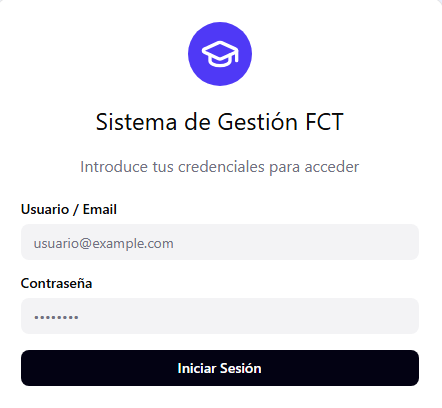 Sistema de Gestión FCT
Introduce tus credenciales para acceder
Usuario / Email
usuario@example.com
Contraseña
••••••••
Iniciar Sesión